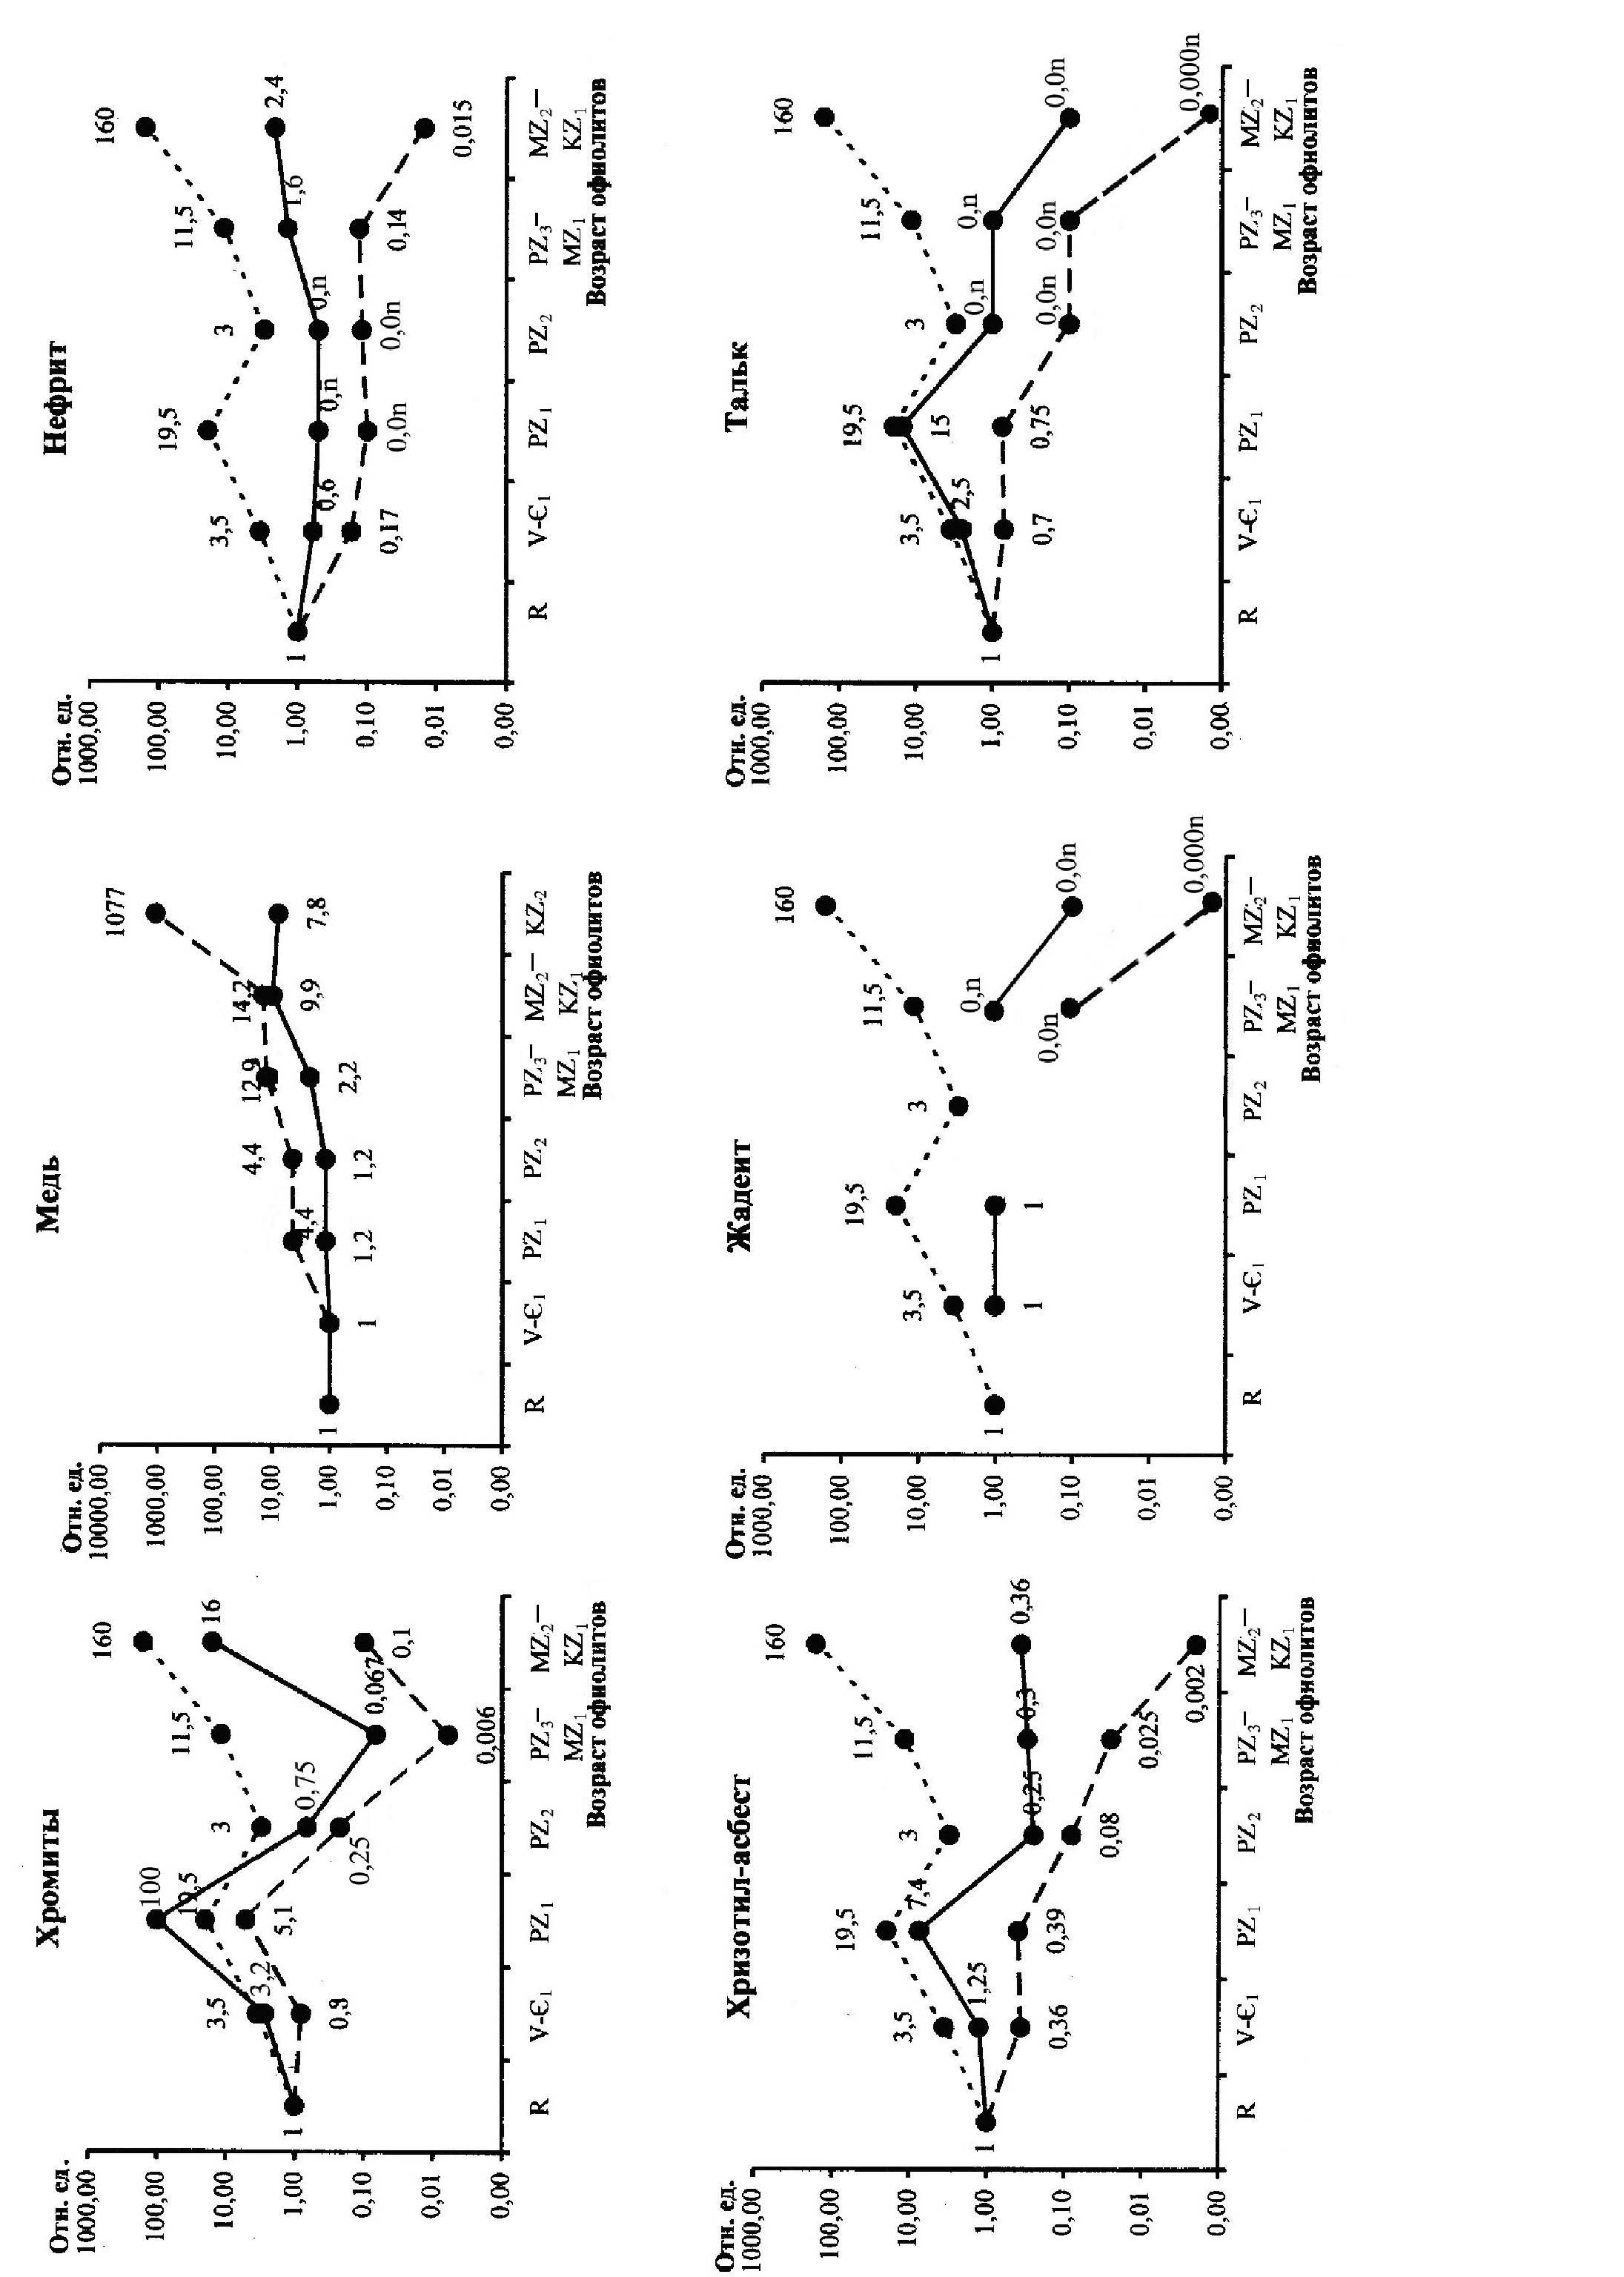 Хромиты
Отн. ед.
1000,00
100,00
10,00
1,00
0,10
0,01
0,00
1
3,5
3,2
100
19,5
5,1
3
0,75
0,25
11,5
0,067
0,006
160
16
0,1
R
V-Є₁
PZ₁
PZ₂
PZ₃—
MZ₁
MZ₂—
KZ₁
Возраст офиолитов
Медь
Отн. ед.
10000,00
1000,00
100,00
10,00
1,00
0,10
0,01
0,00
1
1
4,4
1,2
4,4
1,2
12,9
2,2
14,2
9,9
1077
7,8
R
V-Є₁
PZ₁
PZ₂
PZ₃—
MZ₁
MZ₂—
KZ₁
KZ₂
Возраст офиолитов
Нефрит
Отн. ед.
1000,00
100,00
10,00
1,00
0,10
0,01
0,00
1
3,5
0,6
0,17
19,5
0,n
0,0n
3
0,n
0,0n
11,5
1,6
0,14
160
2,4
0,015
R
V-Є₁
PZ₁
PZ₂
PZ₃—
MZ₁
MZ₂—
KZ₁
Возраст офиолитов
Хризотил-асбест
Отн. ед.
1000,00
100,00
10,00
1,00
0,10
0,01
0,00
1
3,5
1,25
0,36
19,5
7,4
0,39
3
0,25
0,08
11,5
0,3
0,025
160
0,36
0,002
R
V-Є₁
PZ₁
PZ₂
PZ₃—
MZ₁
MZ₂—
KZ₁
Возраст офиолитов
Жадеит
Отн. ед.
1000,00
100,00
10,00
1,00
0,10
0,01
0,00
1
3,5
1
19,5
1
3
11,5
0,n
0,0n
160
0,0n
0,000n
R
V-Є₁
PZ₁
PZ₂
PZ₃—
MZ₁
MZ₂—
KZ₁
Возраст офиолитов
Тальк
Отн. ед.
1000,00
100,00
10,00
1,00
0,10
0,01
0,00
1
3,5
2,5
0,7
19,5
15
0,75
3
0,n
0,0n
11,5
0,n
0,0n
160
0,0n
0,000n
R
V-Є₁
PZ₁
PZ₂
PZ₃—
MZ₁
MZ₂—
KZ₁
Возраст офиолитов